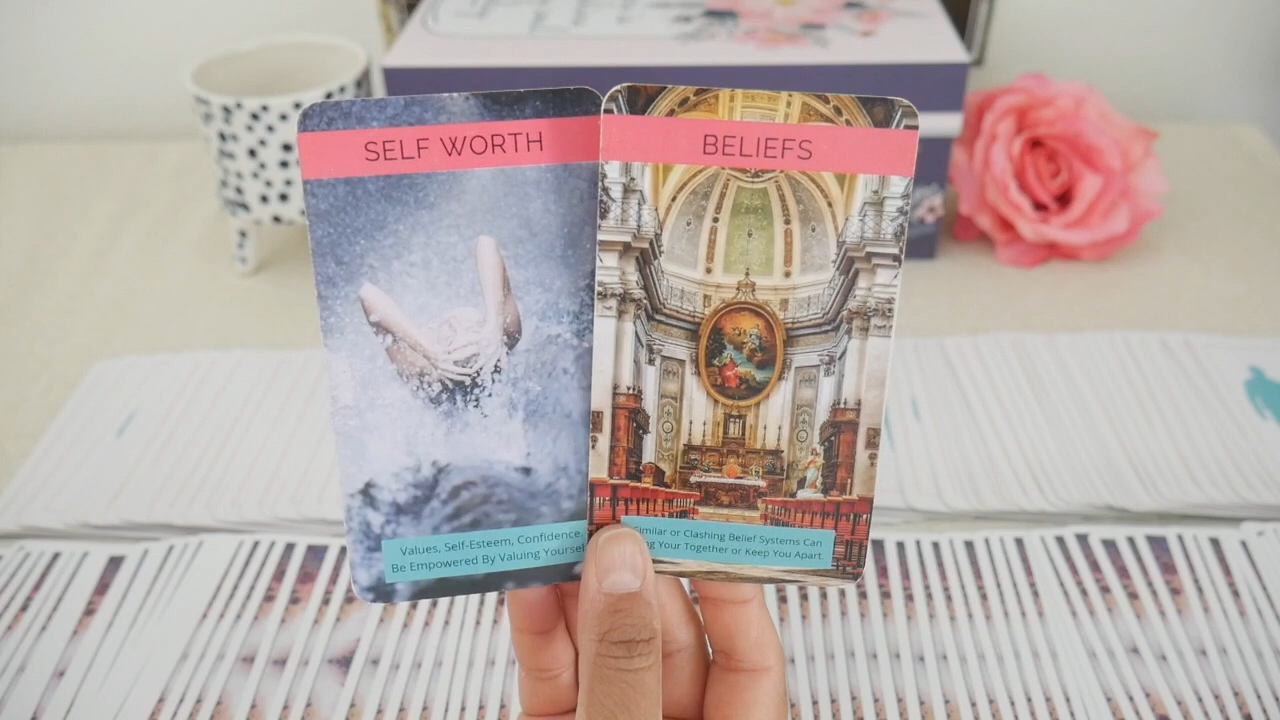 SELF WORTH
Values, Self-Esteem, Confidence.
Be Empowered By Valuing
BELIEFS
Similar or Clashing Belief Systems Can
Your Together or Keep You Apart.